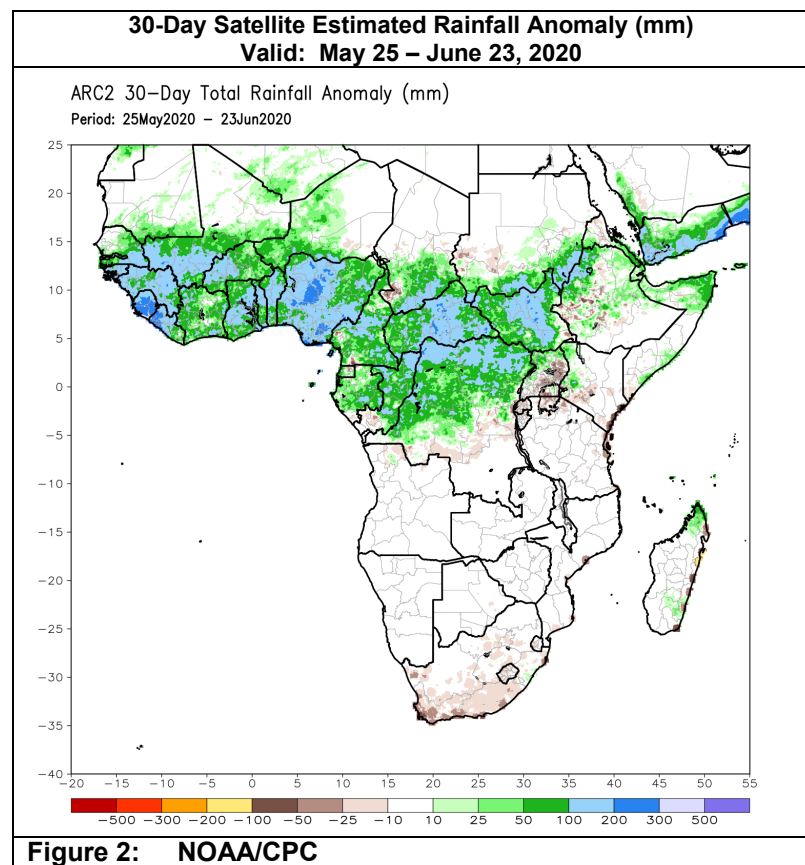 30-Day Satellite Estimated Rainfall Anomaly (mm)
Valid: May 25 – June 23, 2020
ARC2 30-Day Total Rainfall Anomaly (mm)
Period: 25May2020 - 23Jun2020
25
20
15
10
5
0
-5
-10
-15
-20
-25
-30
-35
-40
-20 -15 -10 -5 0 5 10 15 20 25 30 35 40 45 50 55
-500 -300 -200 -100 -50 -25 -10 10 25 50 100 200 300 500
Figure 2: NOAA/CPC